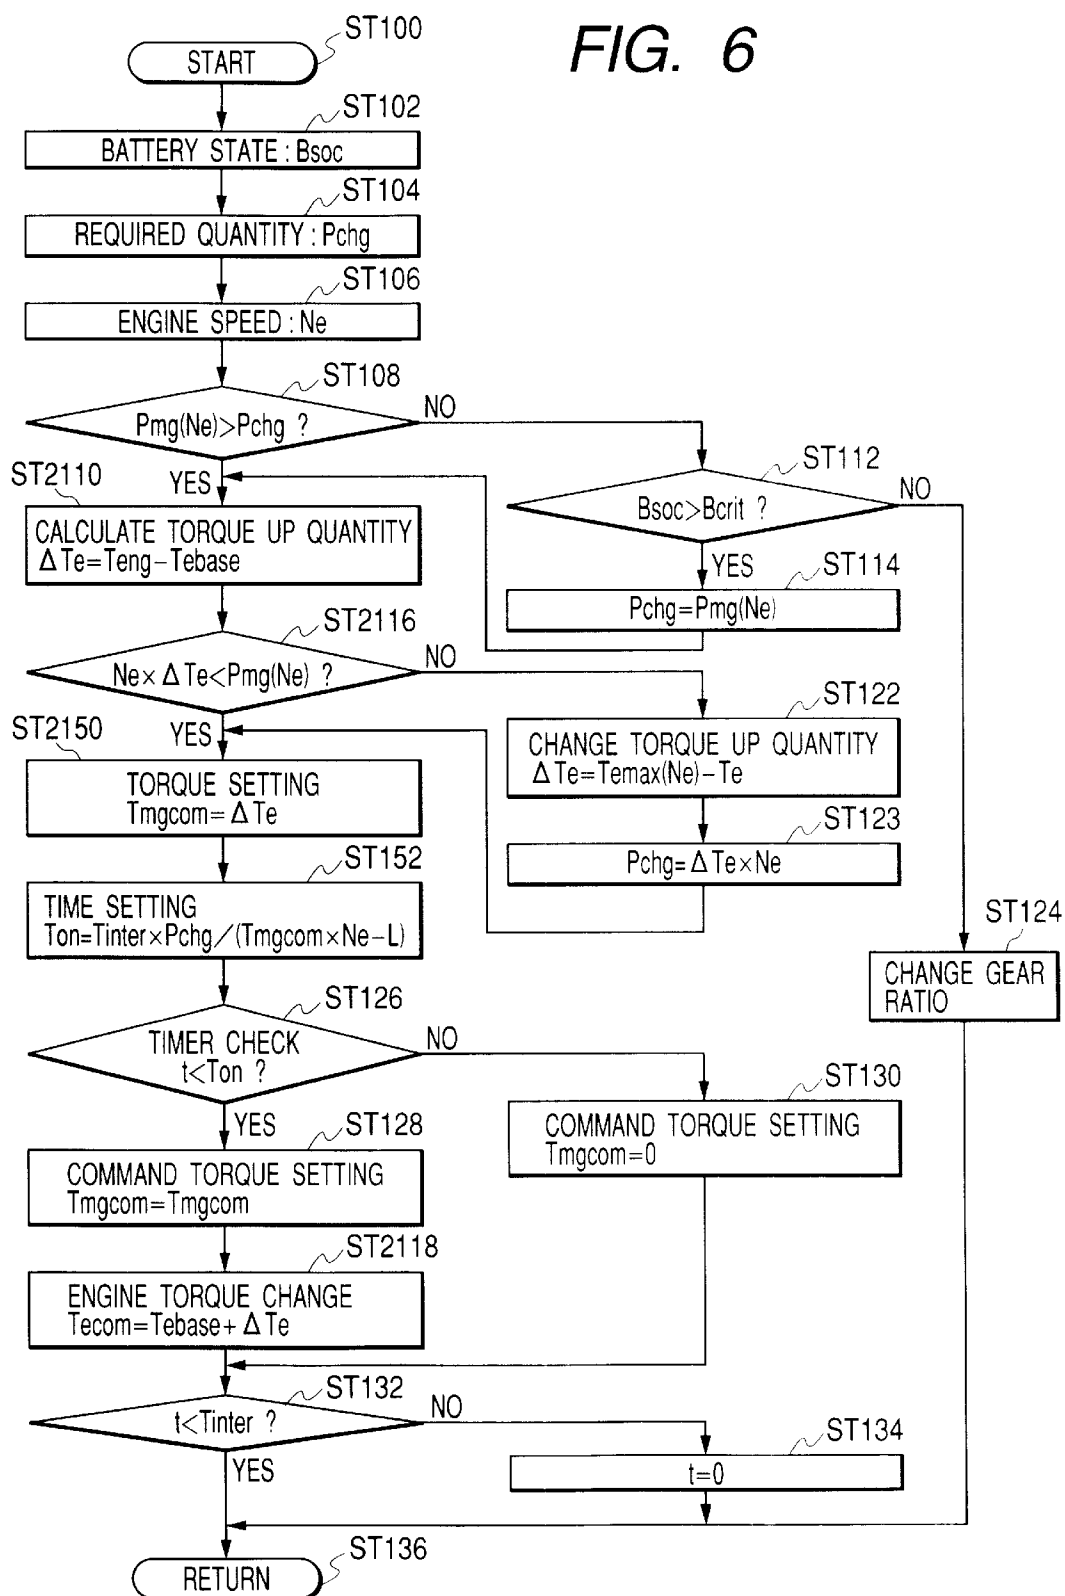 FIG. 6
ST100
START
ST102
BATTERY STATE : Bsoc
ST104
REQUIRED QUANTITY : Pchg
ST106
ENGINE SPEED : Ne
ST108
Pmg(Ne)>Pchg ?
NO
YES
ST112
Bsoc>Bcrit ?
NO
YES
ST114
Pchg=Pmg(Ne)
ST2110
CALCULATE TORQUE UP QUANTITY
ΔTe=Teng−Tebase
ST2116
Ne×ΔTe<Pmg(Ne) ?
NO
YES
ST122
CHANGE TORQUE UP QUANTITY
ΔTe=Temax(Ne)−Te
ST123
Pchg=ΔTe×Ne
ST2150
TORQUE SETTING
Tmgcom=ΔTe
ST152
TIME SETTING
Ton=Tinter×Pchg/(Tmgcom×Ne−L)
ST124
CHANGE GEAR
RATIO
ST126
TIMER CHECK
t<Ton ?
NO
YES
ST130
COMMAND TORQUE SETTING
Tmgcom=0
ST128
COMMAND TORQUE SETTING
Tmgcom=Tmgcom
ST2118
ENGINE TORQUE CHANGE
Tecom=Tebase+ΔTe
ST132
t<Tinter ?
NO
YES
ST134
t=0
ST136
RETURN